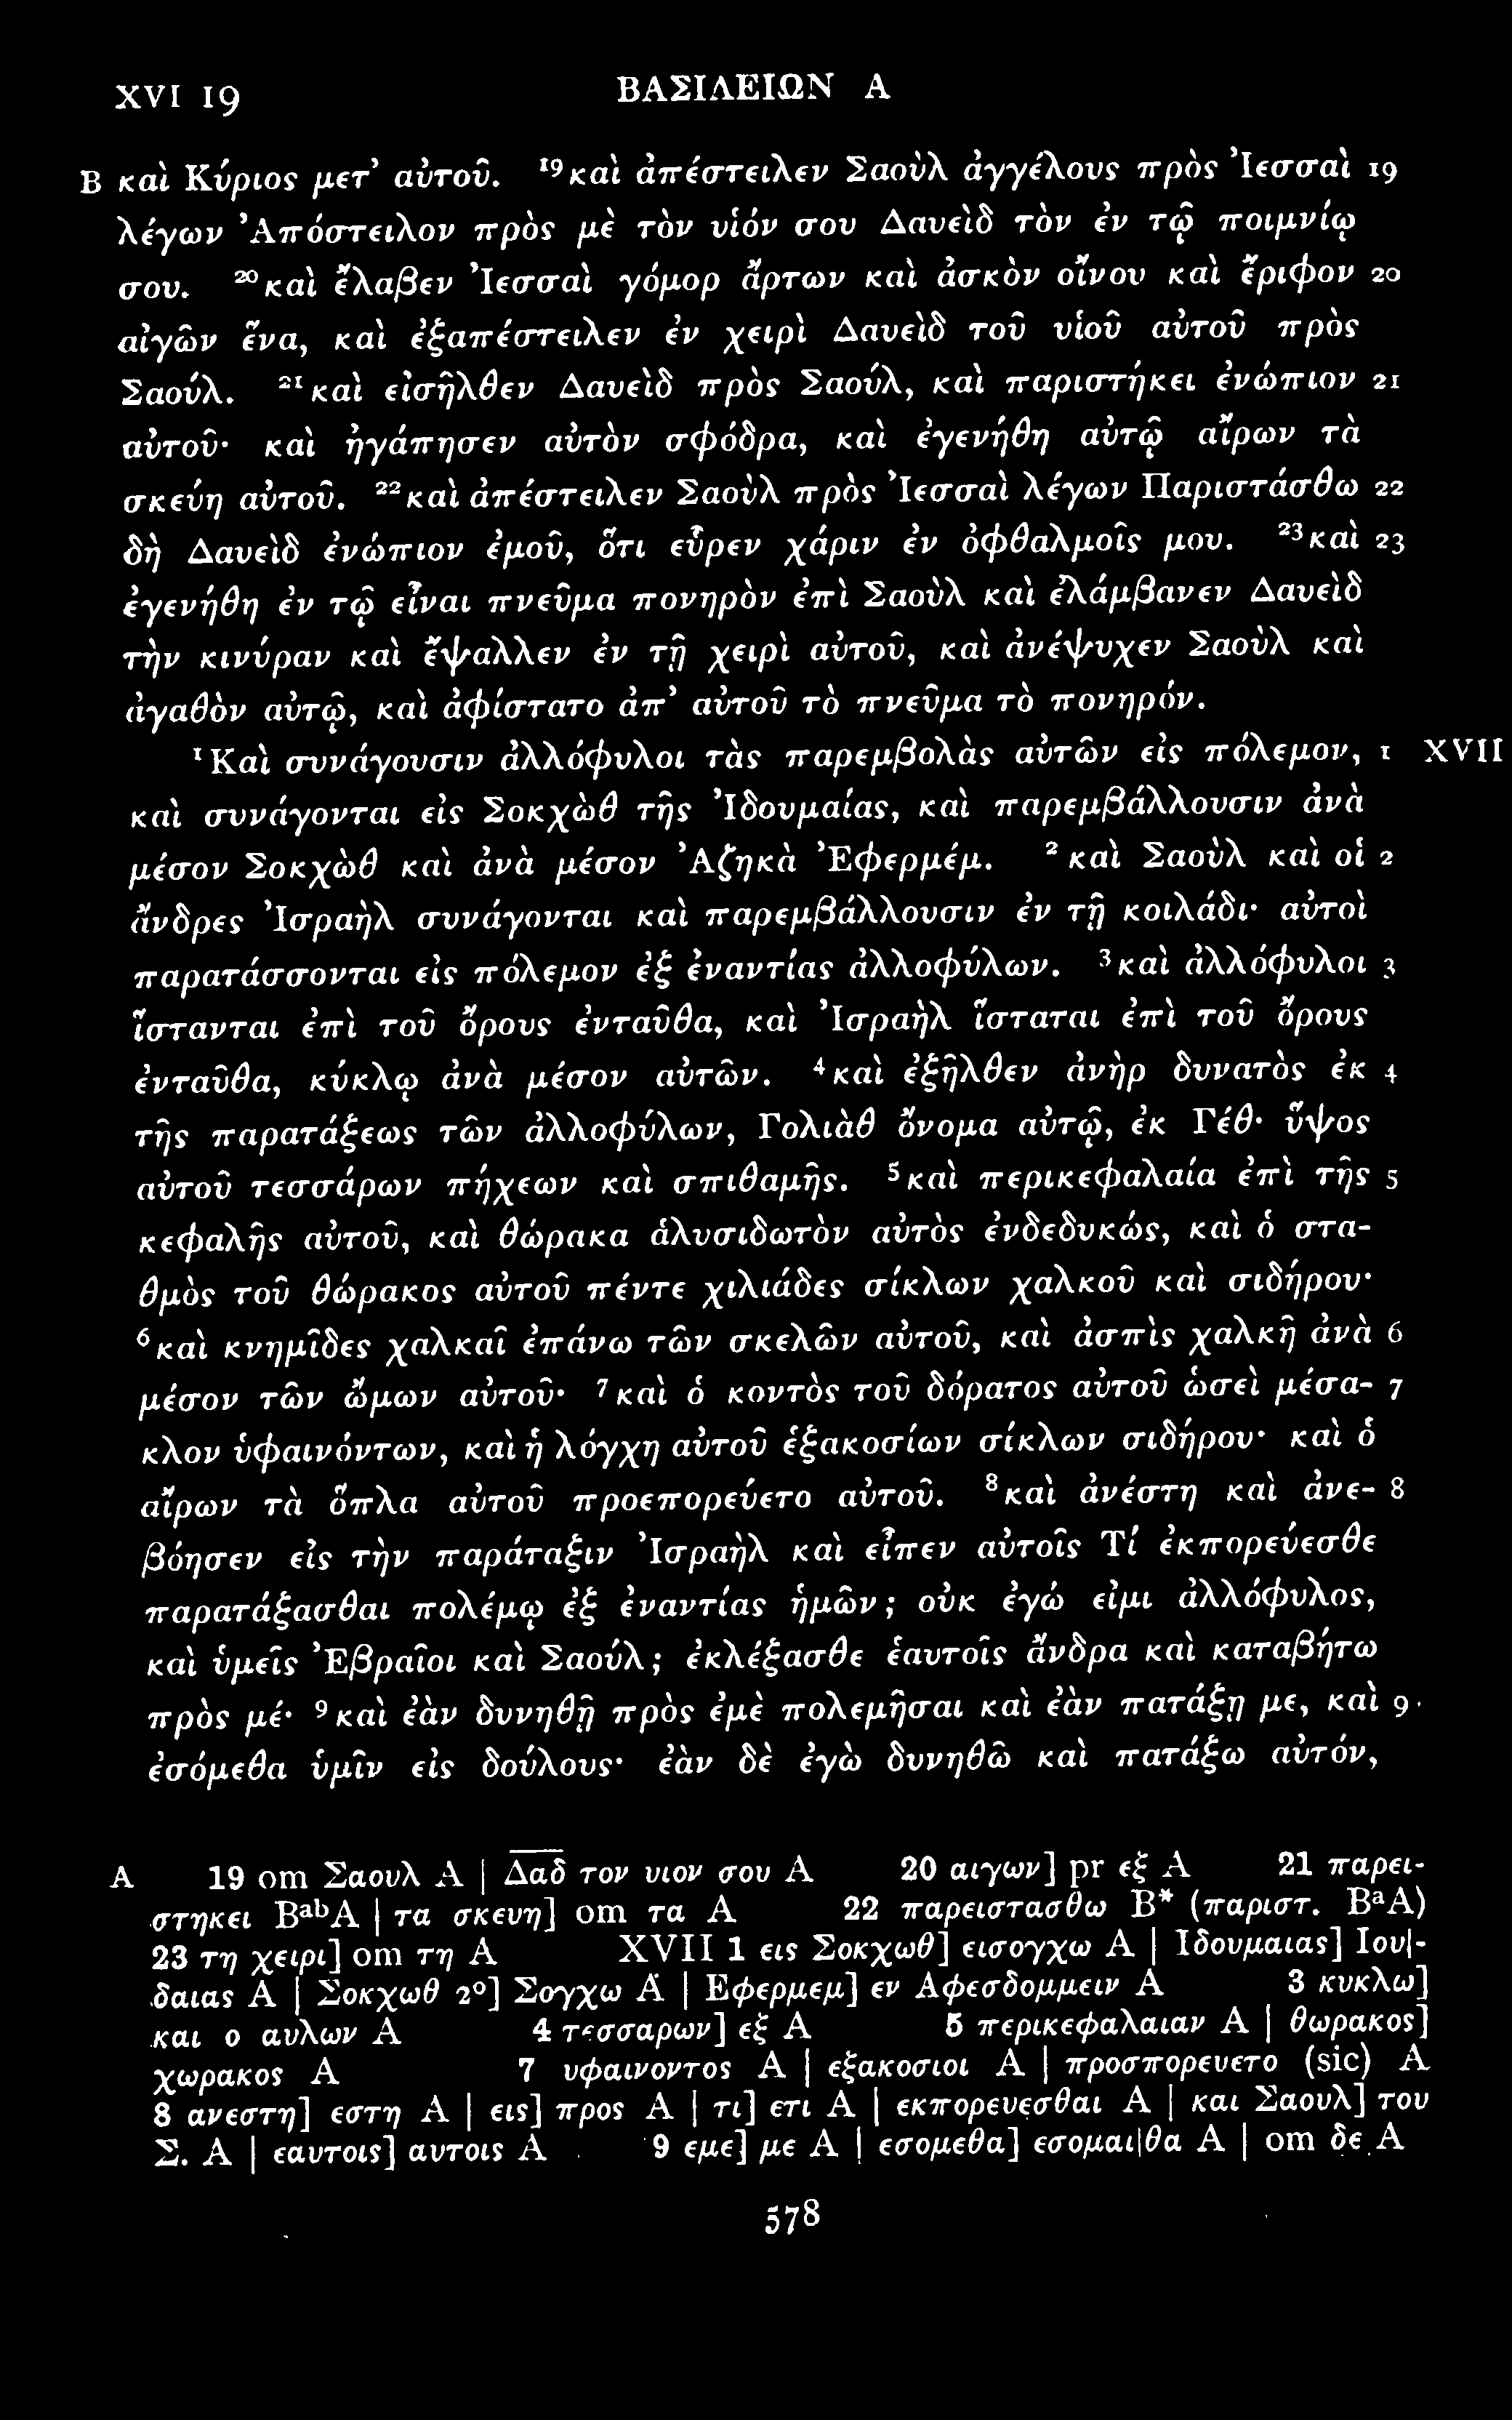 XVI 19 ΒΑΣΙΛΕΙΩΝ Α
B καὶ Κύριος μετ’ αὐτοῦ. ¹⁹καὶ ἀπέστειλεν Σαοὺλ ἀγγέλους πρὸς Ἰεσσαὶ 19
λέγων Ἀπόστειλον πρὸς μὲ τὸν υἱόν σου Δαυεὶδ τὸν ἐν τῷ ποιμνίῳ
σου. ²⁰καὶ ἔλαβεν Ἰεσσαὶ γόμορ ἄρτων καὶ ἀσκὸν οἴνου καὶ ἔριφον 20
αἰγῶν ἕνα, καὶ ἐξαπέστειλεν ἐν χειρὶ Δαυεὶδ τοῦ υἱοῦ αὐτοῦ πρὸς
Σαούλ. ²¹καὶ εἰσῆλθεν Δαυεὶδ πρὸς Σαούλ, καὶ παριστήκει ἐνώπιον 21
αὐτοῦ· καὶ ἠγάπησεν αὐτὸν σφόδρα, καὶ ἐγενήθη αὐτῷ αἴρων τὰ
σκεύη αὐτοῦ. ²²καὶ ἀπέστειλεν Σαοὺλ πρὸς Ἰεσσαὶ λέγων Παριστάσθω 22
δὴ Δαυεὶδ ἐνώπιον ἐμοῦ, ὅτι εὗρεν χάριν ἐν ὀφθαλμοῖς μου. ²³καὶ 23
ἐγενήθη ἐν τῷ εἶναι πνεῦμα πονηρὸν ἐπὶ Σαοὺλ καὶ ἐλάμβανεν Δαυεὶδ
τὴν κινύραν καὶ ἔψαλλεν ἐν τῇ χειρὶ αὐτοῦ, καὶ ἀνέψυχεν Σαοὺλ καὶ
ἀγαθὸν αὐτῷ, καὶ ἀφίστατο ἀπ’ αὐτοῦ τὸ πνεῦμα τὸ πονηρόν.
¹Καὶ συνάγουσιν ἀλλόφυλοι τὰς παρεμβολὰς αὐτῶν εἰς πόλεμον, 1 XVII
καὶ συνάγονται εἰς Σοκχὼθ τῆς Ἰδουμαίας, καὶ παρεμβάλλουσιν ἀνὰ
μέσον Σοκχὼθ καὶ ἀνὰ μέσον Ἀζηκὰ Ἐφερμέμ. ²καὶ Σαοὺλ καὶ οἱ 2
ἄνδρες Ἰσραὴλ συνάγονται καὶ παρεμβάλλουσιν ἐν τῇ κοιλάδι· αὐτοὶ
παρατάσσονται εἰς πόλεμον ἐξ ἐναντίας ἀλλοφύλων. ³καὶ ἀλλόφυλοι 3
ἵστανται ἐπὶ τοῦ ὄρους ἐνταῦθα, καὶ Ἰσραὴλ ἵσταται ἐπὶ τοῦ ὄρους
ἐνταῦθα, κύκλῳ ἀνὰ μέσον αὐτῶν. ⁴καὶ ἐξῆλθεν ἀνὴρ δυνατὸς ἐκ 4
τῆς παρατάξεως τῶν ἀλλοφύλων, Γολιὰθ ὄνομα αὐτῷ, ἐκ Γέθ· ὕψος
αὐτοῦ τεσσάρων πήχεων καὶ σπιθαμῆς. ⁵καὶ περικεφαλαία ἐπὶ τῆς 5
κεφαλῆς αὐτοῦ, καὶ θώρακα ἁλυσιδωτὸν αὐτὸς ἐνδεδυκώς, καὶ ὁ στα-
θμὸς τοῦ θώρακος αὐτοῦ πέντε χιλιάδες σίκλων χαλκοῦ καὶ σιδήρου·
⁶καὶ κνημῖδες χαλκαῖ ἐπάνω τῶν σκελῶν αὐτοῦ, καὶ ἀσπὶς χαλκῆ ἀνὰ 6
μέσον τῶν ὤμων αὐτοῦ· ⁷καὶ ὁ κοντὸς τοῦ δόρατος αὐτοῦ ὡσεὶ μέσα- 7
κλον ὑφαινόντων, καὶ ἡ λόγχη αὐτοῦ ἑξακοσίων σίκλων σιδήρου· καὶ ὁ
αἴρων τὰ ὅπλα αὐτοῦ προεπορεύετο αὐτοῦ. ⁸καὶ ἀνέστη καὶ ἀνε- 8
βόησεν εἰς τὴν παράταξιν Ἰσραὴλ καὶ εἶπεν αὐτοῖς Τί ἐκπορεύεσθε
παρατάξασθαι πολέμῳ ἐξ ἐναντίας ἡμῶν; οὐκ ἐγώ εἰμι ἀλλόφυλος,
καὶ ὑμεῖς Ἐβραῖοι καὶ Σαούλ; ἐκλέξασθε ἑαυτοῖς ἄνδρα καὶ καταβήτω
πρὸς μέ· ⁹καὶ ἐὰν δυνηθῇ πρὸς ἐμὲ πολεμῆσαι καὶ ἐὰν πατάξῃ με, καὶ 9
ἐσόμεθα ὑμῖν εἰς δούλους· ἐὰν δὲ ἐγὼ δυνηθῶ καὶ πατάξω αὐτόν,
A 19 om Σαουλ A | Δαδ τον υιον σου A 20 αιγων] pr εξ A 21 παρει-
στηκει BᵃᵇA | τα σκευη] om τα A 22 παρειστασθω B* (παριστ. BᵃA)
23 τη χειρι] om τη A XVII 1 εις Σοκχωθ] εισογχω A | Ιδουμαιας] Ιου|-
δαιας A | Σοκχωθ 2°] Σογχω A | Εφερμεμ] εν Αφεσδομμειν A 3 κυκλω]
και ο αυλων A 4 τεσσαρων] εξ A 5 περικεφαλαιαν A | θωρακος]
χωρακος A 7 υφαινοντος A | εξακοσιοι A | προσπορευετο (sic) A
8 ανεστη] εστη A | εις] προς A | τι] ετι A | εκπορευεσθαι A | και Σαουλ] του
Σ. A | εαυτοις] αυτοις A 9 εμε] με A | εσομεθα] εσομαι|θα A | om δε A
578